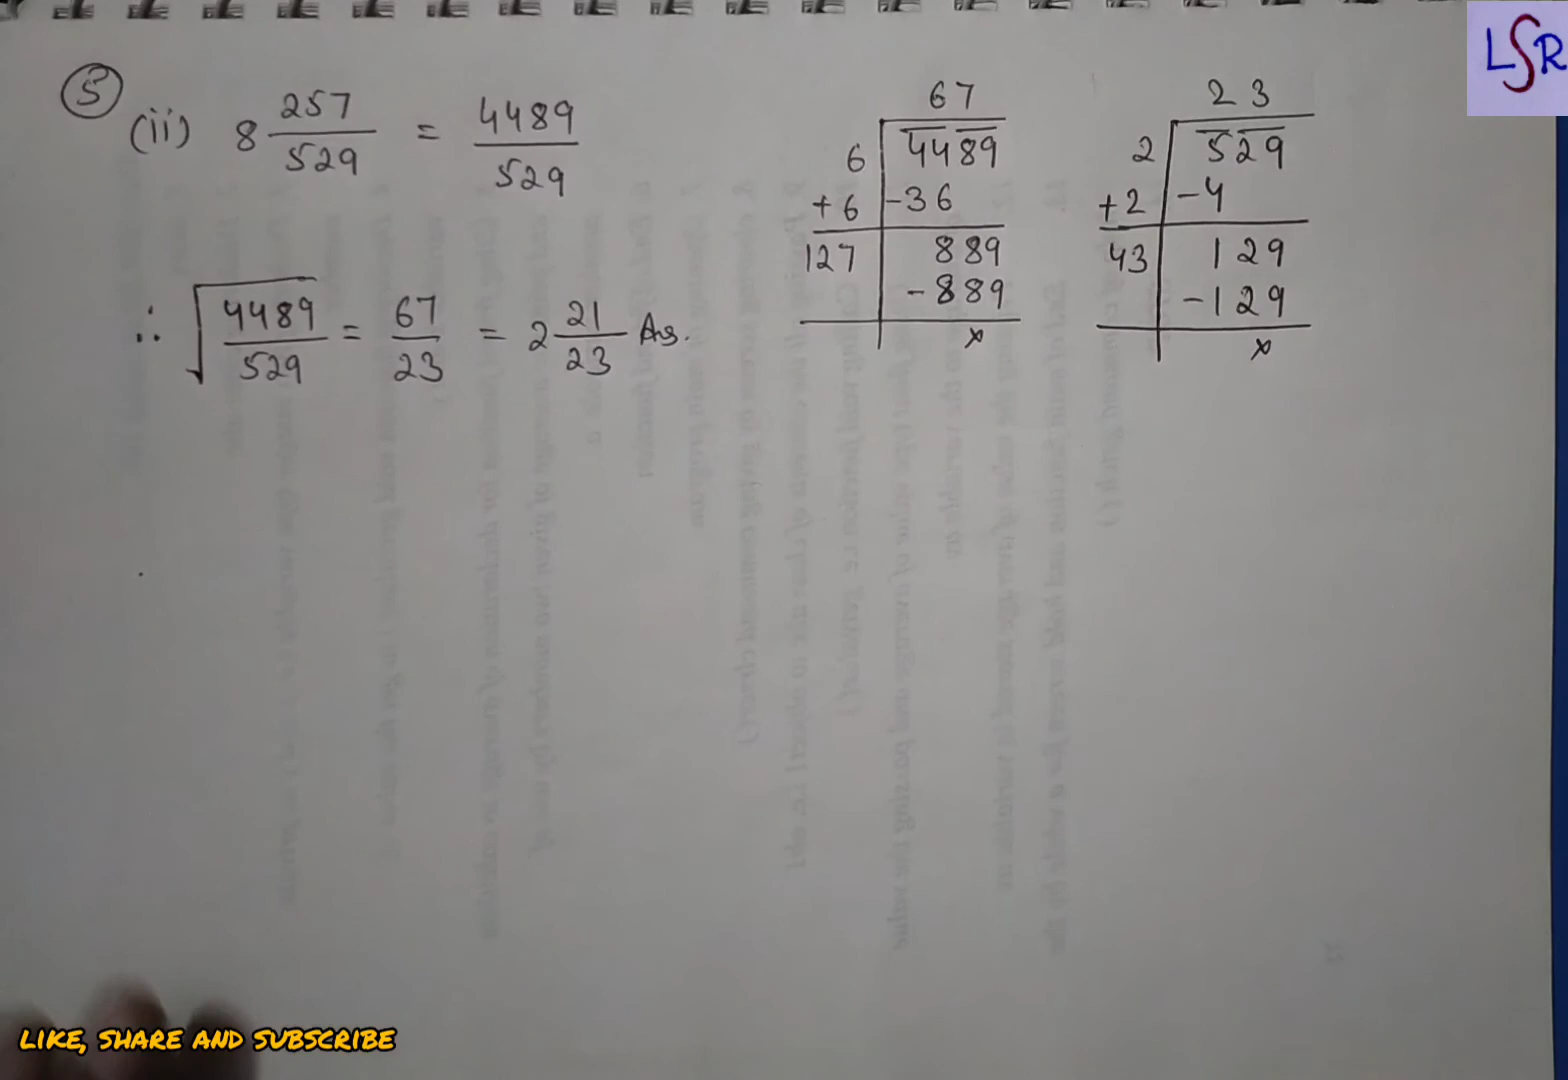 LSR
(5)
(ii) 8 257/529 = 4489/529
∴ √4489/529 = 67/23 = 2 21/23 Ans.
67
6 | 4489
+6 | -36
127 | 889
-889
x
23
2 | 529
+2 | -4
43 | 129
-129
x
LIKE, SHARE AND SUBSCRIBE